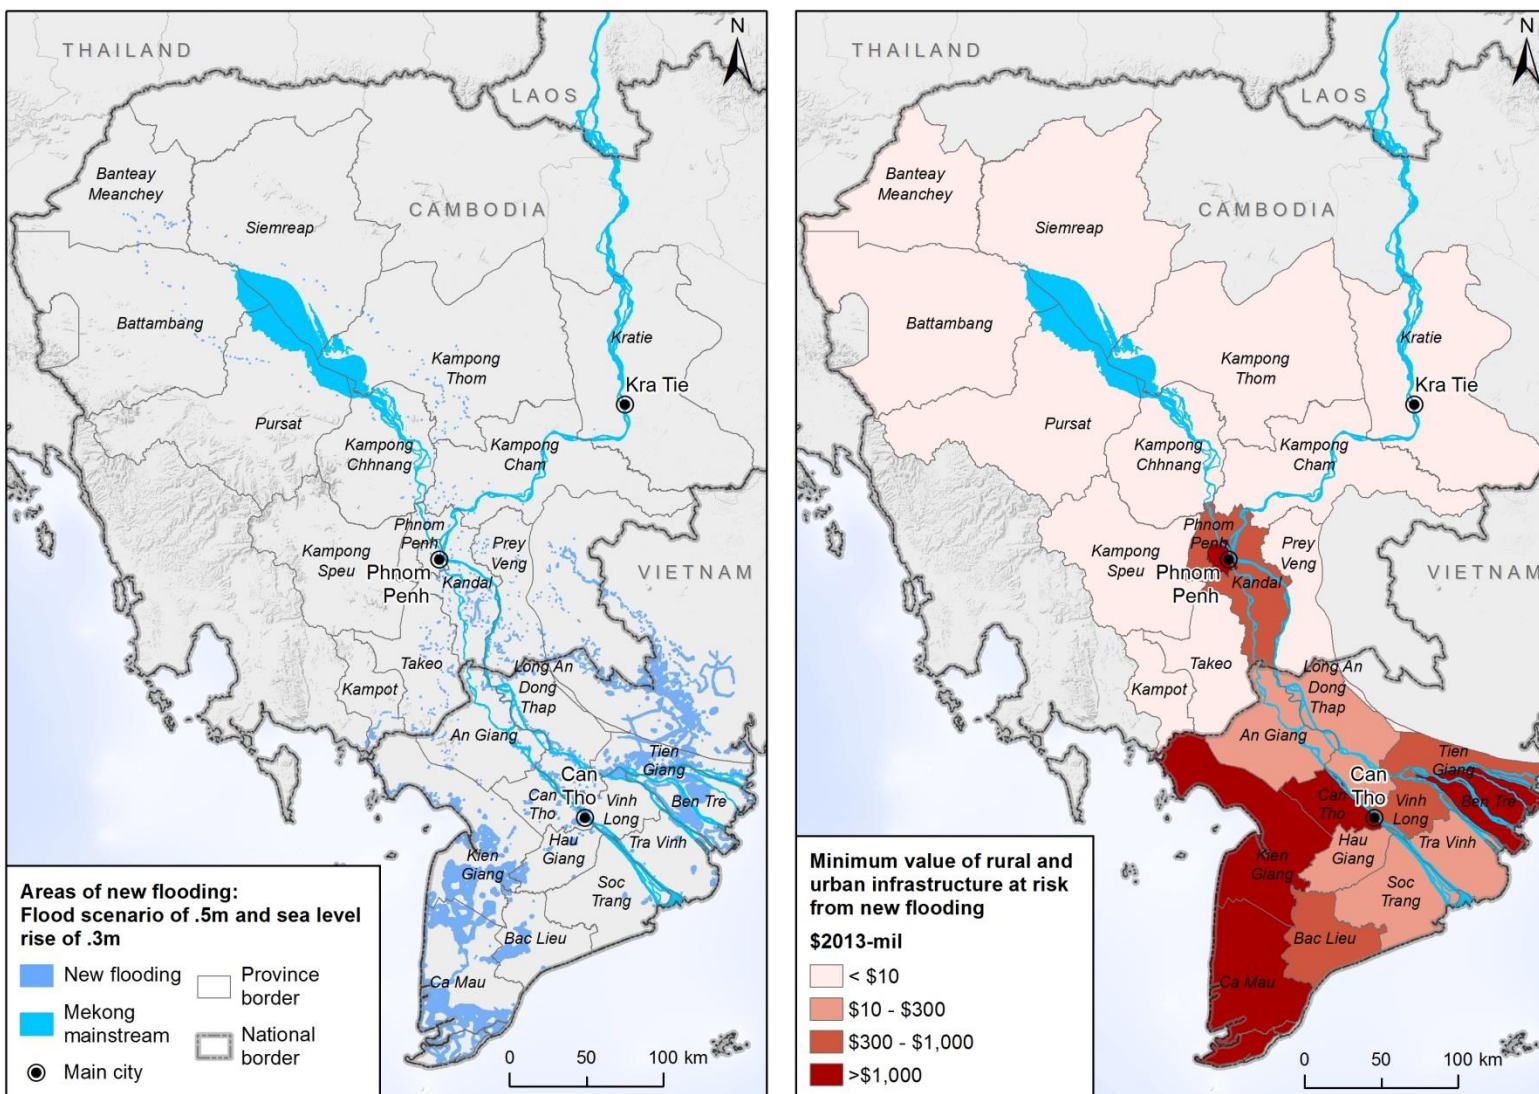 THAILAND
N
LAOS
Banteay
Meanchey
CAMBODIA
Siemreap
Battambang
Kratie
Kampong
Thom
Kra Tie
Pursat
Kampong
Chhnang
Kampong
Cham
Phnom
Penh
Prey
Veng
Kampong
Speu
VIETNAM
Phnom
Penh
Kandal
Takeo
Long An
Kampot
Dong
Thap
An Giang
Tien
Giang
Can
Tho
Can
Tho
Vinh
Long
Ben Tre
Hau
Giang
Tra Vinh
Kien
Giang
Soc
Trang
Bac Lieu
Ca Mau
Areas of new flooding:
Flood scenario of .5m and sea level
rise of .3m
New flooding
Province
border
Mekong
mainstream
National
border
Main city
0 50 100 km
THAILAND
N
LAOS
Banteay
Meanchey
CAMBODIA
Siemreap
Battambang
Kratie
Kampong
Thom
Kra Tie
Pursat
Kampong
Chhnang
Kampong
Cham
Phnom
Penh
Prey
Veng
Kampong
Speu
VIETNAM
Phnom
Penh
Kandal
Takeo
Long An
Kampot
Dong
Thap
An Giang
Tien
Giang
Can
Tho
Can
Tho
Vinh
Long
Ben Tre
Hau
Giang
Tra Vinh
Kien
Giang
Soc
Trang
Bac Lieu
Ca Mau
Minimum value of rural and
urban infrastructure at risk
from new flooding
$2013-mil
< $10
$10 - $300
$300 - $1,000
>$1,000
0 50 100 km